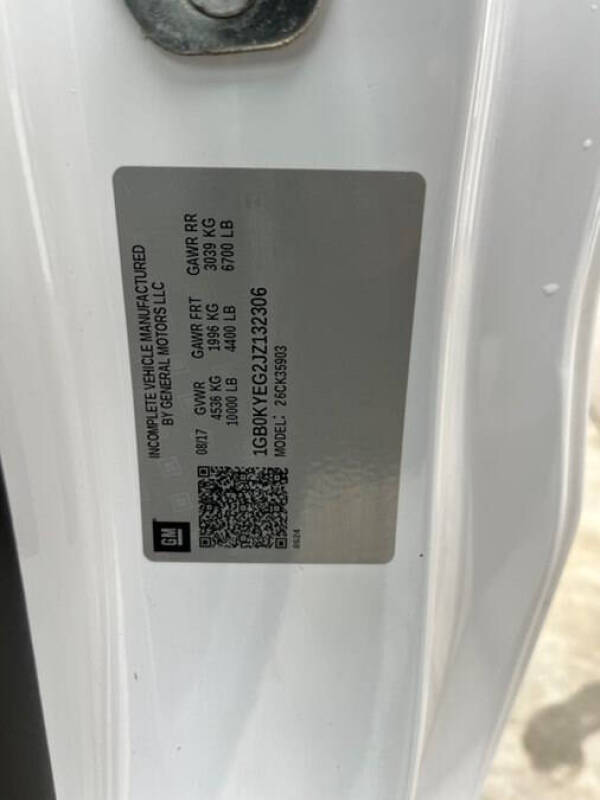 INCOMPLETE VEHICLE MANUFACTURED
BY GENERAL MOTORS LLC
08/17 GVWR GAWR FRT GAWR RR
4536 KG 1996 KG 3039 KG
10000 LB 4400 LB 6700 LB
1GB0KYEG2JZ132306
MODEL: 26CK35903
GM